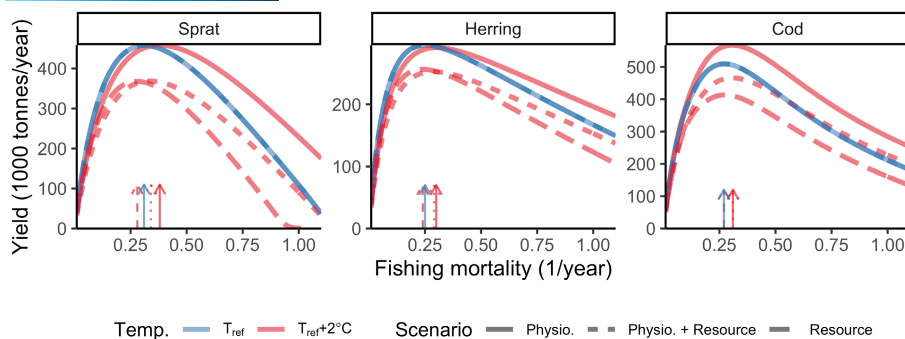 Sprat Herring Cod
Yield (1000 tonnes/year)
400
300
200
100
0
0.25 0.50 0.75 1.00
200
100
0
0.25 0.50 0.75 1.00
500
400
300
200
100
0
0.25 0.50 0.75 1.00
Fishing mortality (1/year)
Temp. Tref Tref+2°C Scenario Physio. Physio. + Resource Resource